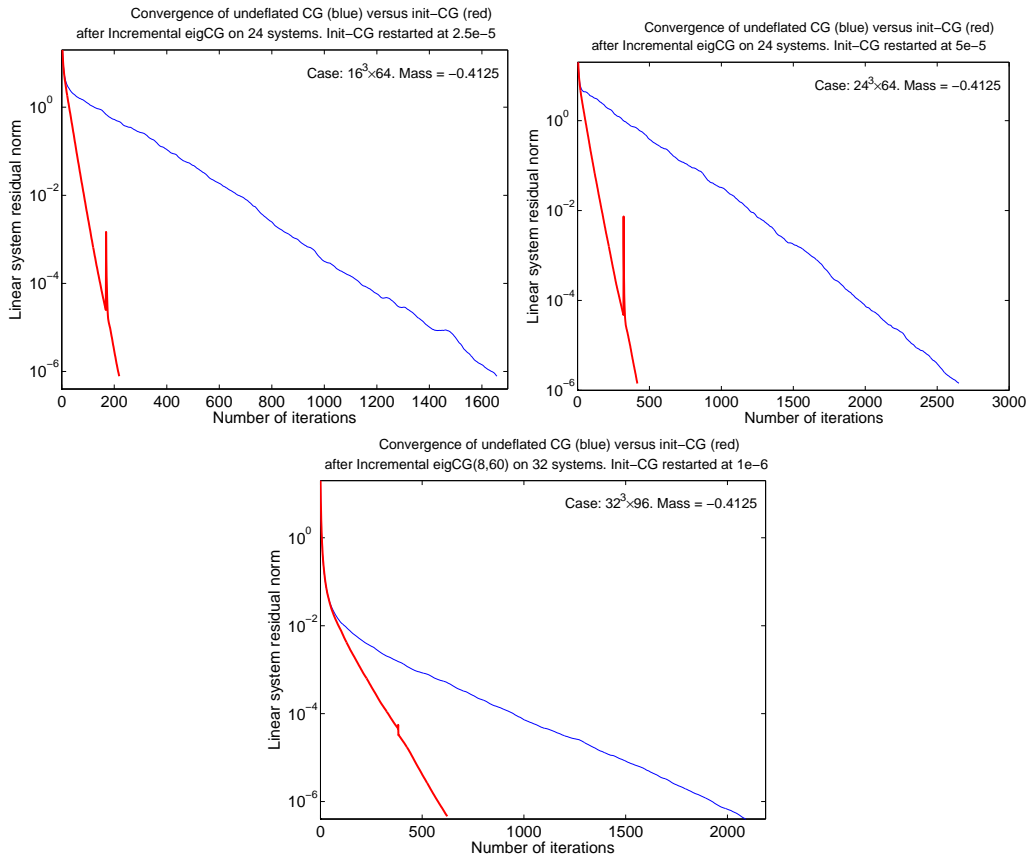 Convergence of undeflated CG (blue) versus init−CG (red)
after Incremental eigCG on 24 systems. Init−CG restarted at 2.5e−5
Case: 16³×64. Mass = −0.4125
Linear system residual norm
10⁰
10⁻²
10⁻⁴
10⁻⁶
0 200 400 600 800 1000 1200 1400 1600
Number of iterations
Convergence of undeflated CG (blue) versus init−CG (red)
after Incremental eigCG on 24 systems. Init−CG restarted at 5e−5
Case: 24³×64. Mass = −0.4125
Linear system residual norm
10⁰
10⁻²
10⁻⁴
10⁻⁶
0 500 1000 1500 2000 2500 3000
Number of iterations
Convergence of undeflated CG (blue) versus init−CG (red)
after Incremental eigCG(8,60) on 32 systems. Init−CG restarted at 1e−6
Case: 32³×96. Mass = −0.4125
Linear system residual norm
10⁰
10⁻²
10⁻⁴
10⁻⁶
0 500 1000 1500 2000
Number of iterations